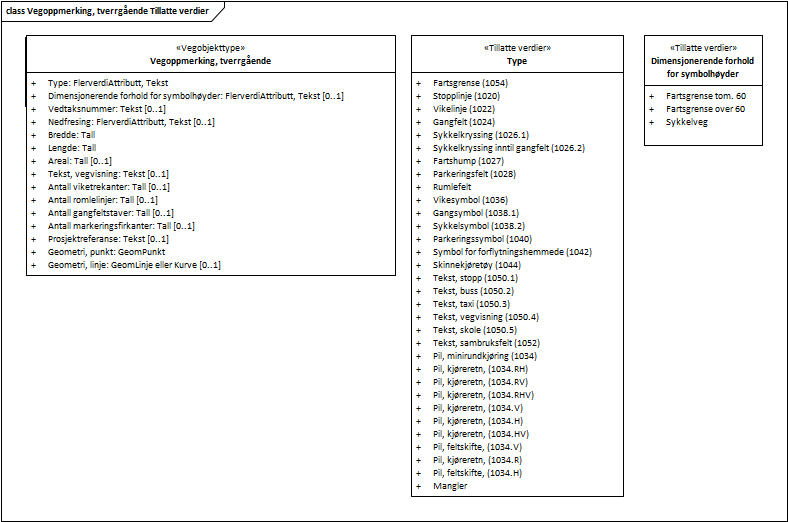 class Vegoppmerking, tverrgående Tillatte verdier
«Vegobjekttype»
Vegoppmerking, tverrgående
+ Type: FlerverdiAttributt, Tekst
+ Dimensjonerende forhold for symbolhøyder: FlerverdiAttributt, Tekst [0..1]
+ Vedtaksnummer: Tekst [0..1]
+ Nedfresing: FlerverdiAttributt, Tekst [0..1]
+ Bredde: Tall
+ Lengde: Tall
+ Areal: Tall [0..1]
+ Tekst, vegvisning: Tekst [0..1]
+ Antall viketrekanter: Tall [0..1]
+ Antall romlelinjer: Tall [0..1]
+ Antall gangfeltstaver: Tall [0..1]
+ Antall markeringsfirkanter: Tall [0..1]
+ Prosjektreferanse: Tekst [0..1]
+ Geometri, punkt: GeomPunkt
+ Geometri, linje: GeomLinje eller Kurve [0..1]
«Tillatte verdier»
Type
+ Fartsgrense (1054)
+ Stopplinje (1020)
+ Vikelinje (1022)
+ Gangfelt (1024)
+ Sykkelkryssing (1026.1)
+ Sykkelkryssing inntil gangfelt (1026.2)
+ Fartshump (1027)
+ Parkeringsfelt (1028)
+ Rumlefelt
+ Vikesymbol (1036)
+ Gangsymbol (1038.1)
+ Sykkelsymbol (1038.2)
+ Parkeringssymbol (1040)
+ Symbol for forflytningshemmede (1042)
+ Skinnekjøretøy (1044)
+ Tekst, stopp (1050.1)
+ Tekst, buss (1050.2)
+ Tekst, taxi (1050.3)
+ Tekst, vegvisning (1050.4)
+ Tekst, skole (1050.5)
+ Tekst, sambruksfelt (1052)
+ Pil, minirundkjøring (1034)
+ Pil, kjøreretn, (1034.RH)
+ Pil, kjøreretn, (1034.RV)
+ Pil, kjøreretn, (1034.RHV)
+ Pil, kjøreretn, (1034.V)
+ Pil, kjøreretn, (1034.H)
+ Pil, kjøreretn, (1034.HV)
+ Pil, feltskifte, (1034.V)
+ Pil, kjøreretn, (1034.R)
+ Pil, feltskifte, (1034.H)
+ Mangler
«Tillatte verdier»
Dimensjonerende forhold
for symbolhøyder
+ Fartsgrense tom. 60
+ Fartsgrense over 60
+ Sykkelveg